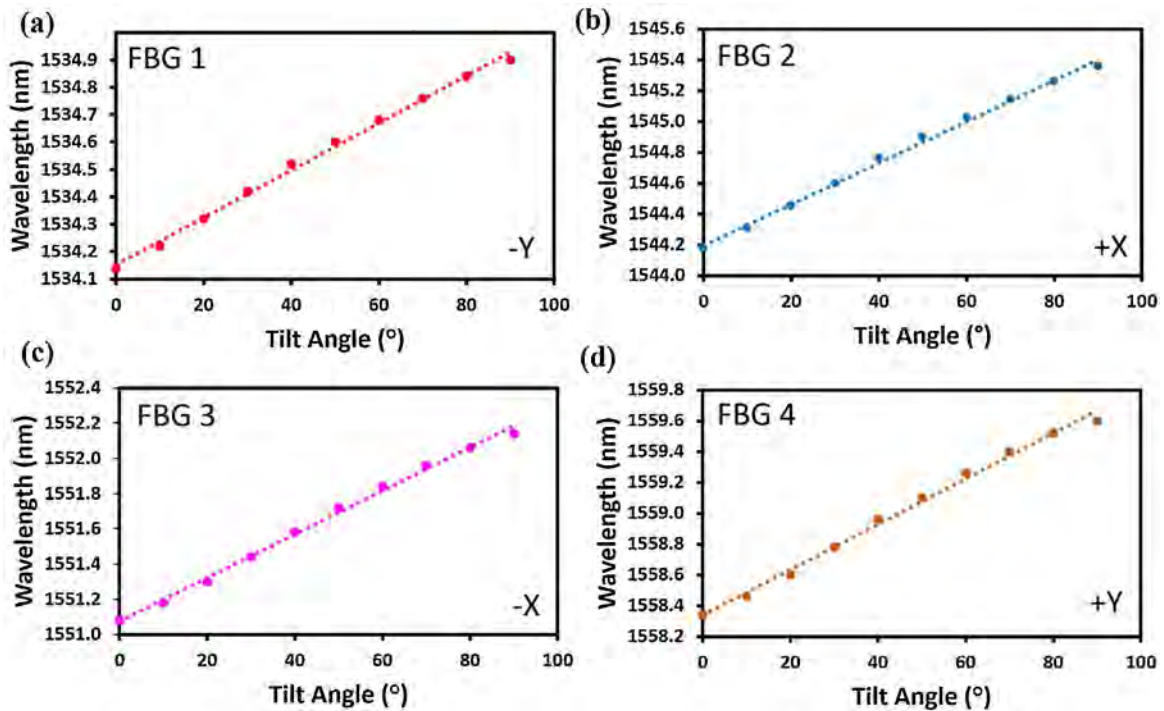 (a)
FBG 1
Wavelength (nm)
1534.9
1534.8
1534.7
1534.6
1534.5
1534.4
1534.3
1534.2
1534.1
-Y
0 20 40 60 80 100
Tilt Angle (°)
(b)
FBG 2
Wavelength (nm)
1545.6
1545.4
1545.2
1545.0
1544.8
1544.6
1544.4
1544.2
1544.0
+X
0 20 40 60 80 100
Tilt Angle (°)
(c)
FBG 3
Wavelength (nm)
1552.4
1552.2
1552.0
1551.8
1551.6
1551.4
1551.2
1551.0
-X
0 20 40 60 80 100
Tilt Angle (°)
(d)
FBG 4
Wavelength (nm)
1559.8
1559.6
1559.4
1559.2
1559.0
1558.8
1558.6
1558.4
1558.2
+Y
0 20 40 60 80 100
Tilt Angle (°)